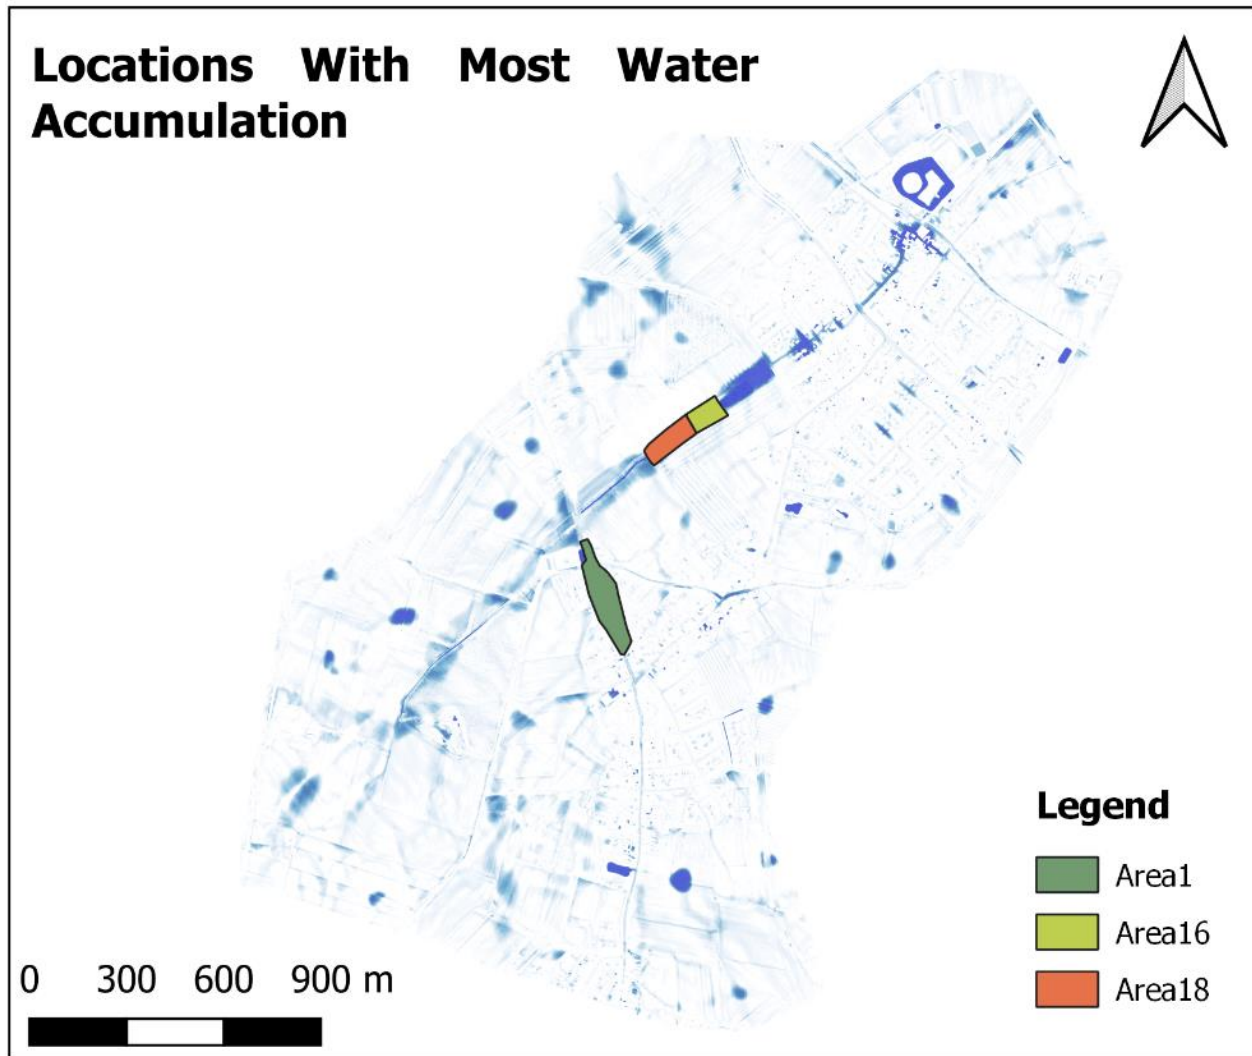 Locations With Most Water
Accumulation
Legend
Area1
Area16
Area18
0 300 600 900 m